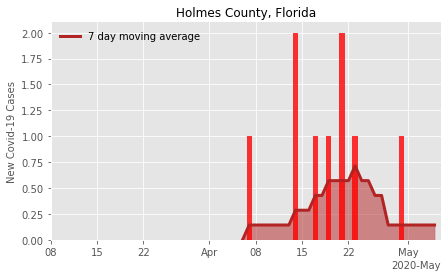 Holmes County, Florida
7 day moving average
New Covid-19 Cases
2.00
1.75
1.50
1.25
1.00
0.75
0.50
0.25
0.00
08 15 22 Apr 08 15 22 May
2020-May